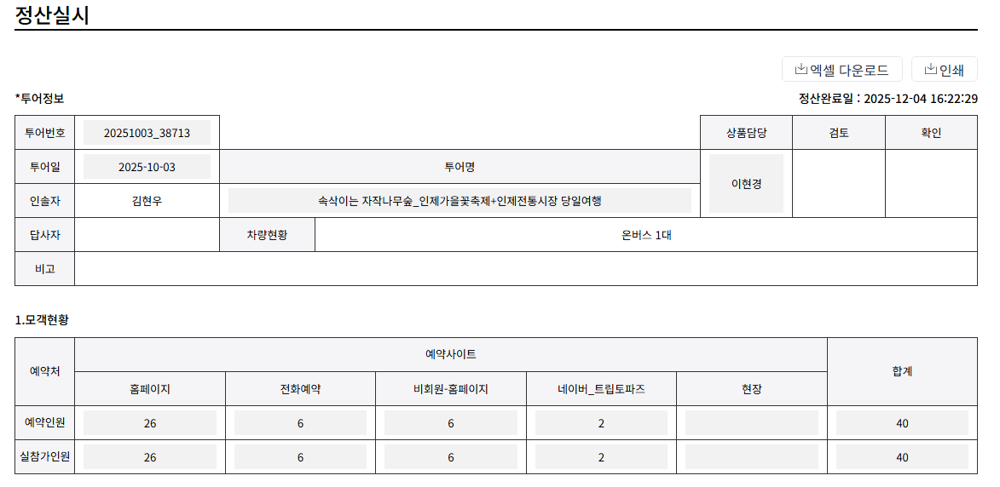 정산실시
엑셀 다운로드 인쇄
*투어정보 정산완료일 : 2025-12-04 16:22:29
투어번호 20251003_38713 상품담당 검토 확인
투어일 2025-10-03 투어명
이현경
인솔자 김현우 속삭이는 자작나무숲_인제가을꽃축제+인제전통시장 당일여행
답사자 차량현황 온버스 1대
비고
1.모객현황
예약처 예약사이트 합계
홈페이지 전화예약 비회원-홈페이지 네이버_트립토파즈 현장
예약인원 26 6 6 2 40
실참가인원 26 6 6 2 40